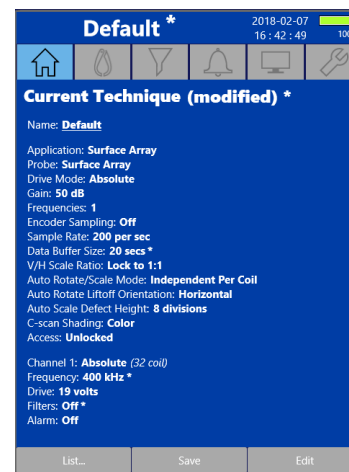 Default *
2018-02-07
16 : 42 : 49
100
Current Technique (modified) *
Name: Default
Application: Surface Array
Probe: Surface Array
Drive Mode: Absolute
Gain: 50 dB
Frequencies: 1
Encoder Sampling: Off
Sample Rate: 200 per sec
Data Buffer Size: 20 secs *
V/H Scale Ratio: Lock to 1:1
Auto Rotate/Scale Mode: Independent Per Coil
Auto Rotate Liftoff Orientation: Horizontal
Auto Scale Defect Height: 8 divisions
C-scan Shading: Color
Access: Unlocked
Channel 1: Absolute (32 coil)
Frequency: 400 kHz *
Drive: 19 volts
Filters: Off *
Alarm: Off
List...
Save
Edit